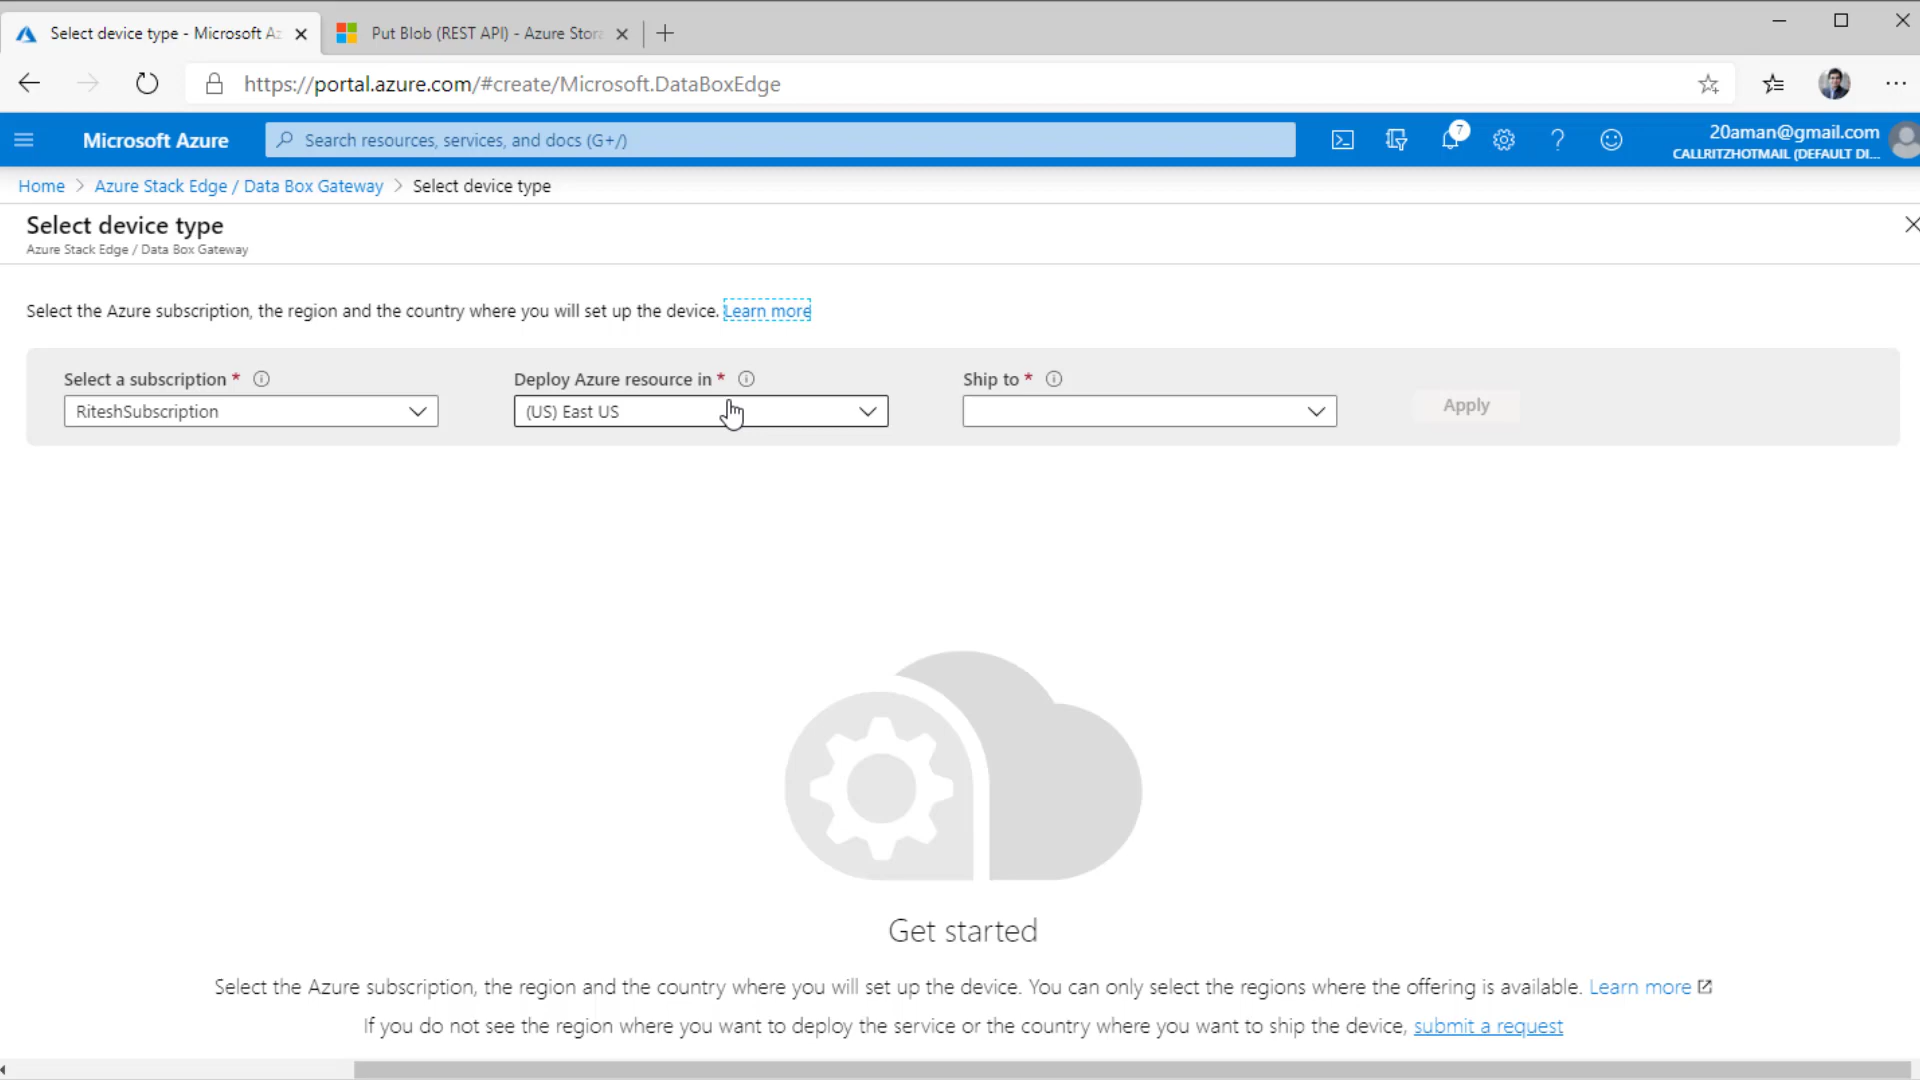 Select device type - Microsoft Az
Put Blob (REST API) - Azure Stora
https://portal.azure.com/#create/Microsoft.DataBoxEdge
Microsoft Azure
Search resources, services, and docs (G+/)
7
20aman@gmail.com
CALLRITZHOTMAIL (DEFAULT DI...
Home > Azure Stack Edge / Data Box Gateway > Select device type
Select device type
Azure Stack Edge / Data Box Gateway
Select the Azure subscription, the region and the country where you will set up the device. Learn more
Select a subscription *
Deploy Azure resource in *
Ship to *
RiteshSubscription
(US) East US
Apply
Get started
Select the Azure subscription, the region and the country where you will set up the device. You can only select the regions where the offering is available. Learn more
If you do not see the region where you want to deploy the service or the country where you want to ship the device, submit a request